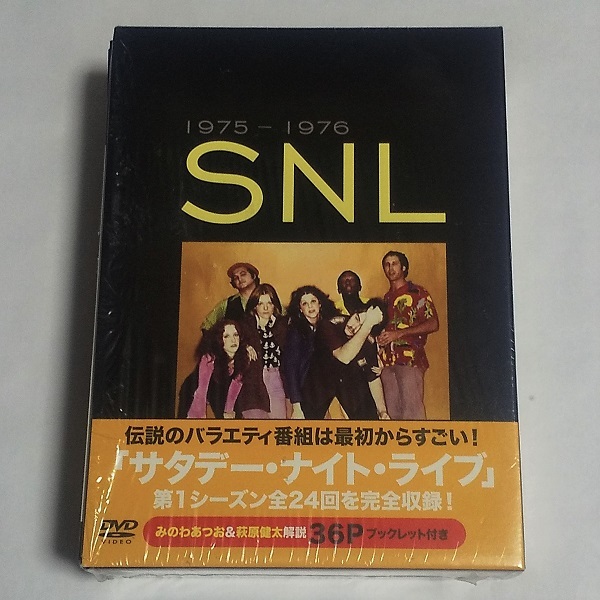 1975 - 1976
SNL
伝説のバラエティ番組は最初からすごい!
「サタデー・ナイト・ライブ」
第1シーズン全24回を完全収録!
DVD
VIDEO
みのわあつお&萩原健太解説 36P ブックレット付き